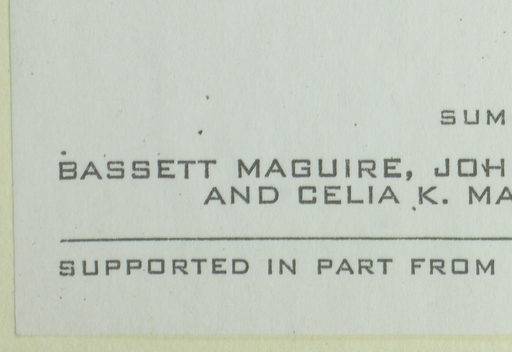 SUM
BASSETT MAGUIRE, JOH
AND CELIA K. MA
SUPPORTED IN PART FROM